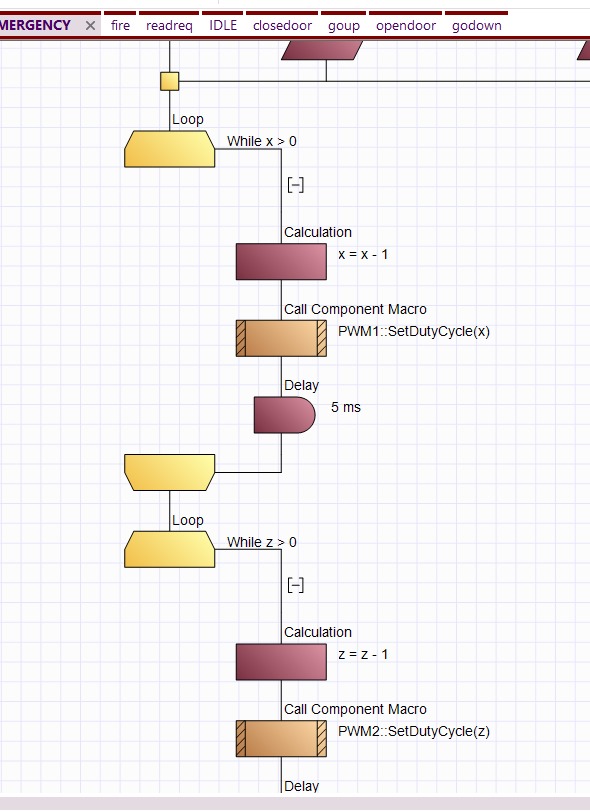 MERGENCY fire readreq IDLE closedoor goup opendoor godown
Loop
While x > 0
Calculation
x = x - 1
Call Component Macro
PWM1::SetDutyCycle(x)
Delay
5 ms
Loop
While z > 0
Calculation
z = z - 1
Call Component Macro
PWM2::SetDutyCycle(z)
Delay